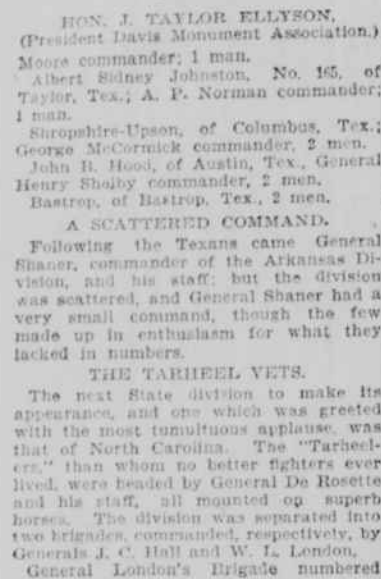 HON. J. TAYLOR ELLYSON,
(President Davis Monument Association.)
Moore commander; 1 man.
Albert Sidney Johnston, No. 165, of
Taylor, Tex.; A. P. Norman commander;
1 man.
Shropshire-Upson, of Columbus, Tex.;
George McCormick commander, 2 men.
John B. Hood, of Austin, Tex., General
Henry Shelby commander, 2 men.
Bastrop, of Bastrop, Tex., 2 men.
A SCATTERED COMMAND.
Following the Texans came General
Shaner, commander of the Arkansas Di-
vision, and his staff; but the division
was scattered, and General Shaner had a
very small command, though the few
made up in enthusiasm for what they
lacked in numbers.
THE TARHEEL VETS.
The next State division to make its
appearance, and one which was greeted
with the most tumultuous applause, was
that of North Carolina. The "Tarheel-
ers," than whom no better fighters ever
lived, were headed by General De Rosette
and his staff, all mounted on superb
horses. The division was separated into
two brigades, commanded, respectively, by
Generals J. C. Hall and W. L. London.
General London's Brigade numbered